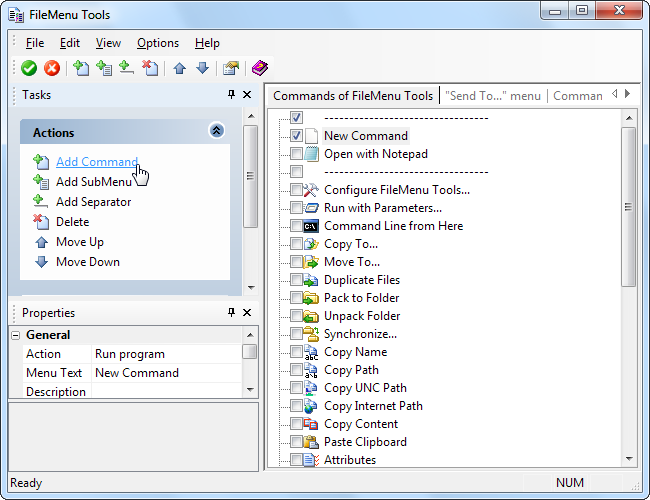 FileMenu Tools
File Edit View Options Help
Tasks
Actions
Add Command
Add SubMenu
Add Separator
Delete
Move Up
Move Down
Properties
General
Action Run program
Menu Text New Command
Description
Commands of FileMenu Tools "Send To..." menu Comman
---------------------------------
New Command
Open with Notepad
---------------------------------
Configure FileMenu Tools...
Run with Parameters...
C:\
Command Line from Here
Copy To...
Move To...
Duplicate Files
Pack to Folder
Unpack Folder
Synchronize...
Copy Name
Copy Path
Copy UNC Path
Copy Internet Path
Copy Content
Paste Clipboard
Attributes
Ready NUM